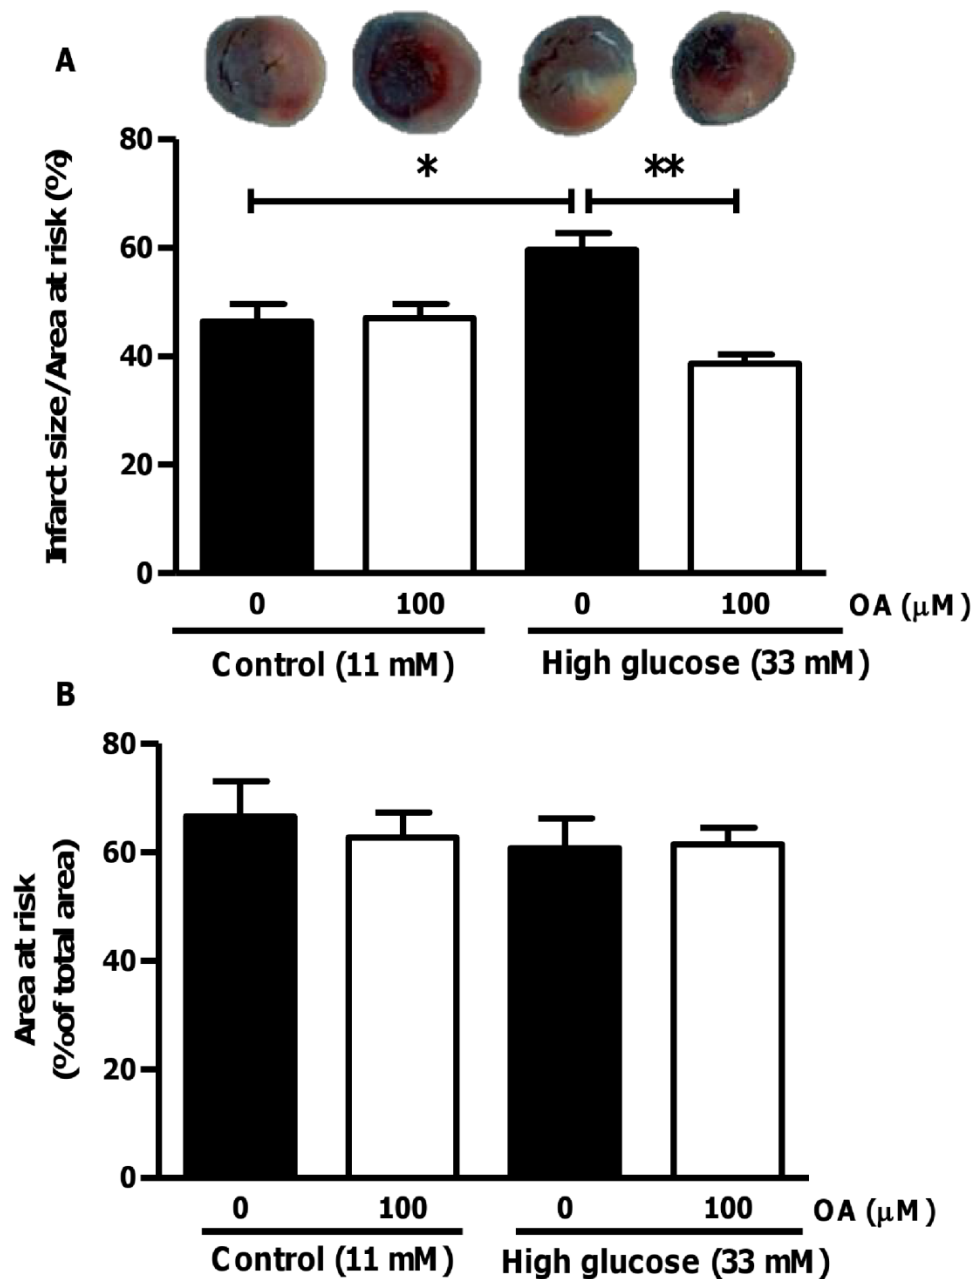 A
Infarct size/Area at risk (%)
80
60
40
20
0
*
**
0 100 0 100 OA (μM)
Control (11 mM) High glucose (33 mM)
B
Area at risk
(% of total area)
80
60
40
20
0
0 100 0 100 OA (μM)
Control (11 mM) High glucose (33 mM)